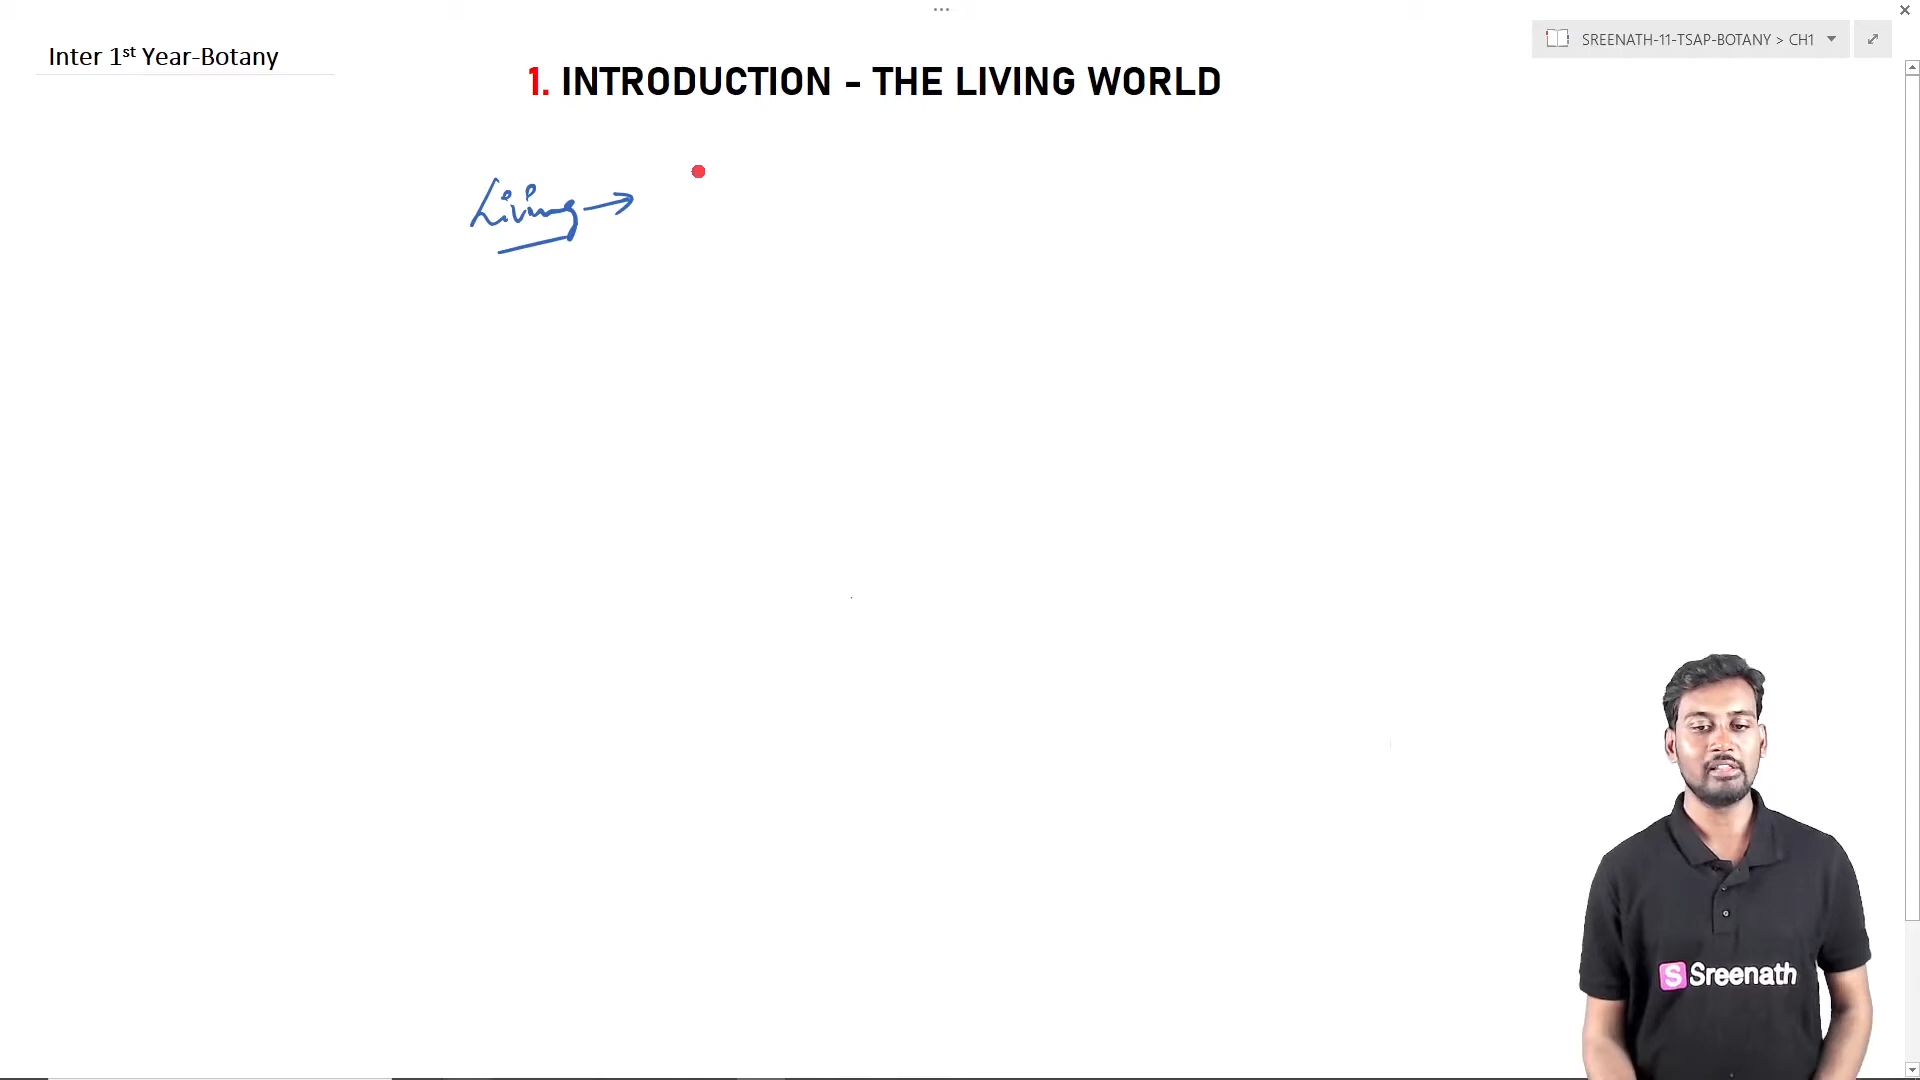 Inter 1st Year-Botany
SREENATH-11-TSAP-BOTANY > CH1
1. INTRODUCTION - THE LIVING WORLD
Living →
S Sreenath